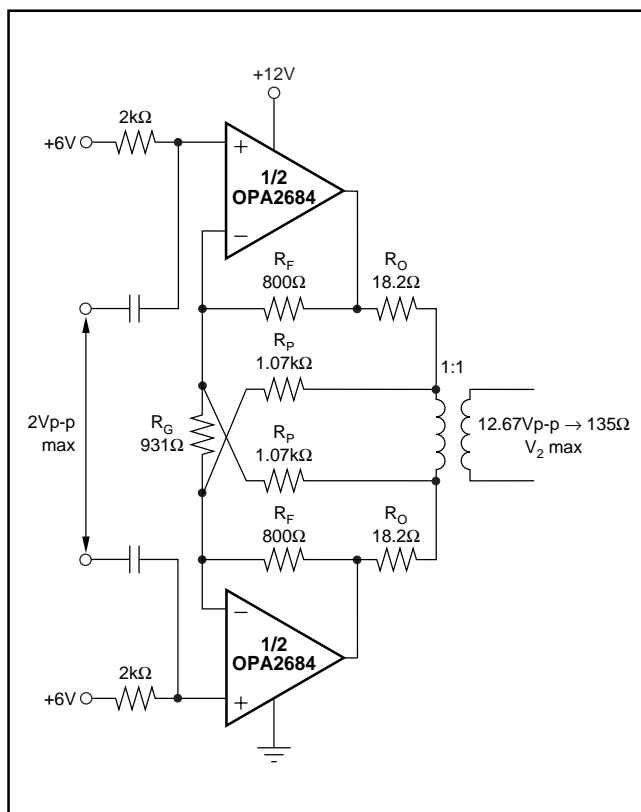 +12V
2kΩ
+6V
+
1/2
OPA2684
−
R_F
800Ω
R_O
18.2Ω
R_P
1.07kΩ
1:1
2Vp-p
max
R_G
931Ω
12.67Vp-p → 135Ω
V_2 max
R_P
1.07kΩ
R_F
800Ω
R_O
18.2Ω
−
1/2
OPA2684
2kΩ
+6V
+